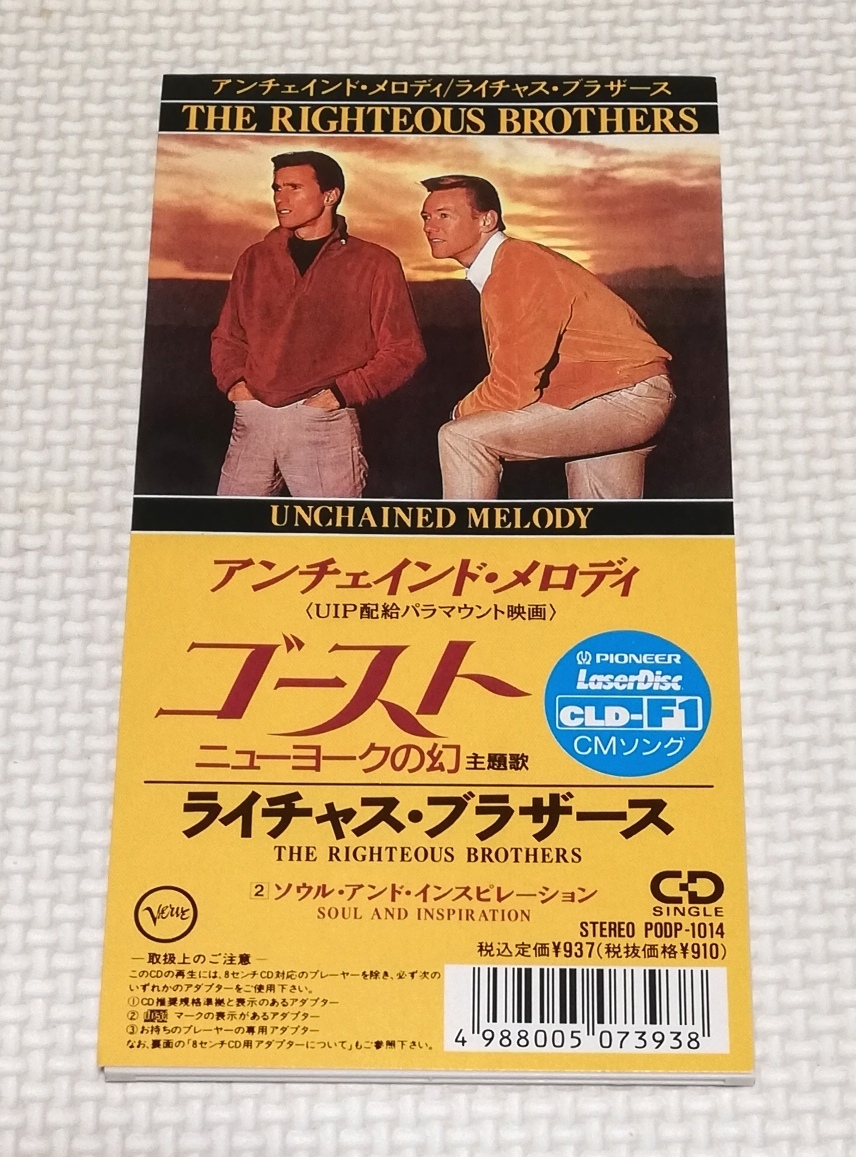 アンチェインド・メロディ/ライチャス・ブラザース
THE RIGHTEOUS BROTHERS
UNCHAINED MELODY
アンチェインド・メロディ
〈UIP配給パラマウント映画〉
ゴースト
ニューヨークの幻 主題歌
PIONEER
LaserDisc
CLD-F1
CMソング
ライチャス・ブラザース
THE RIGHTEOUS BROTHERS
2 ソウル・アンド・インスピレーション
SOUL AND INSPIRATION
Verve
CD
SINGLE
STEREO PODP-1014
税込定価¥937(税抜価格¥910)
—取扱上のご注意—
このCDの再生には、8センチCD対応のプレーヤーを除き、必ず次の
いずれかのアダプターをご使用下さい。
①CD推奨規格準拠と表示のあるアダプター
② マークの表示があるアダプター
③お持ちのプレーヤーの専用アダプター
なお、裏面の「8センチCD用アダプターについて」もご参照下さい。
4 988005 073938